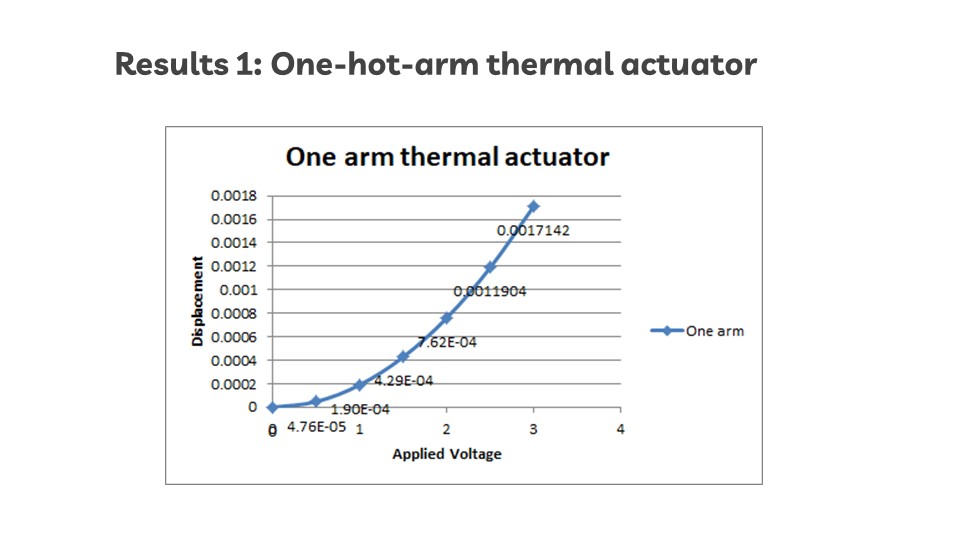 Results 1: One-hot-arm thermal actuator
One arm thermal actuator
0.0018
0.0016
0.0014
0.0012
0.001
0.0008
0.0006
0.0004
0.0002
0
Displacement
0.0017142
0.0011904
7.62E-04
4.29E-04
1.90E-04
4.76E-05
0
0 1 2 3 4
Applied Voltage
One arm